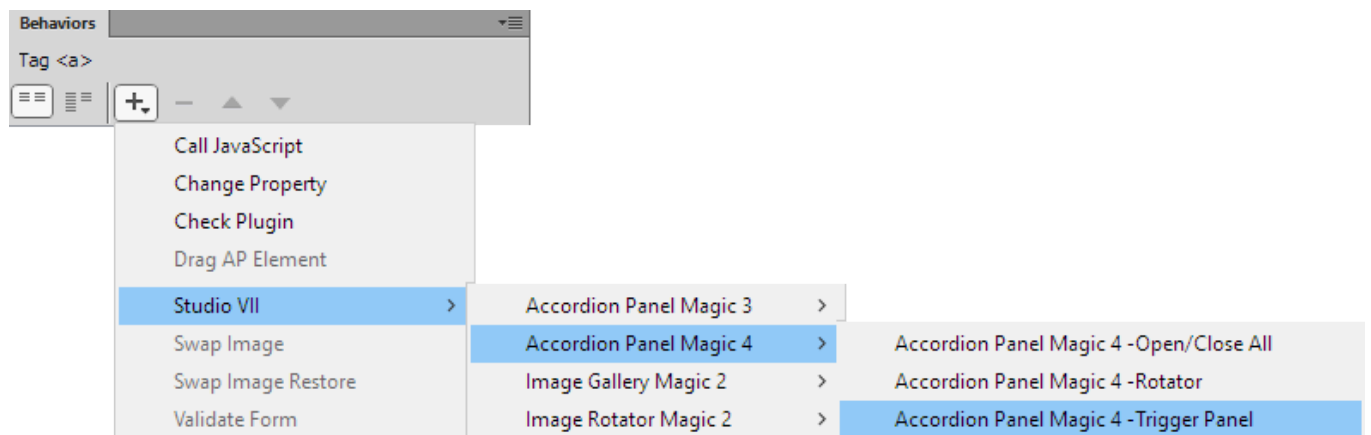 Behaviors
Tag <a>
Call JavaScript
Change Property
Check Plugin
Drag AP Element
Studio VII
Swap Image
Swap Image Restore
Validate Form
Accordion Panel Magic 3
Accordion Panel Magic 4
Image Gallery Magic 2
Image Rotator Magic 2
Accordion Panel Magic 4 -Open/Close All
Accordion Panel Magic 4 -Rotator
Accordion Panel Magic 4 -Trigger Panel